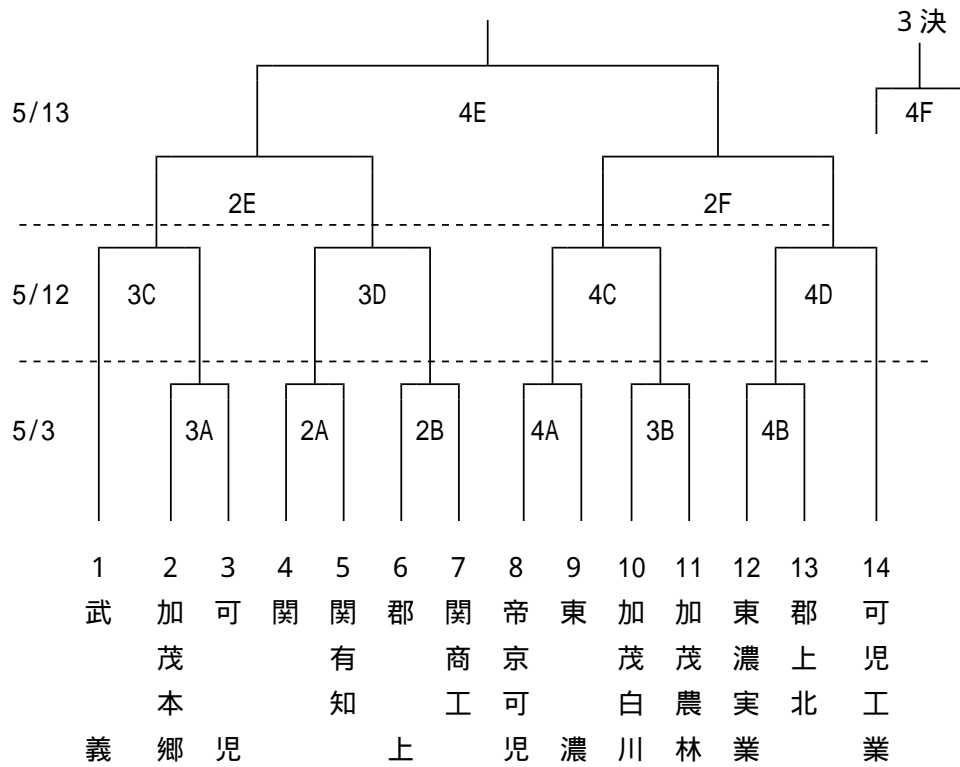 3決
5/13 4E 4F
2E 2F
5/12 3C 3D 4C 4D
5/3 3A 2A 2B 4A 3B 4B
1 2 3 4 5 6 7 8 9 10 11 12 13 14
武義
加茂本郷
可児
関
関有知
郡上
関商工
帝京可児
東濃
加茂白川
加茂農林
東濃実業
郡上北
可児工業